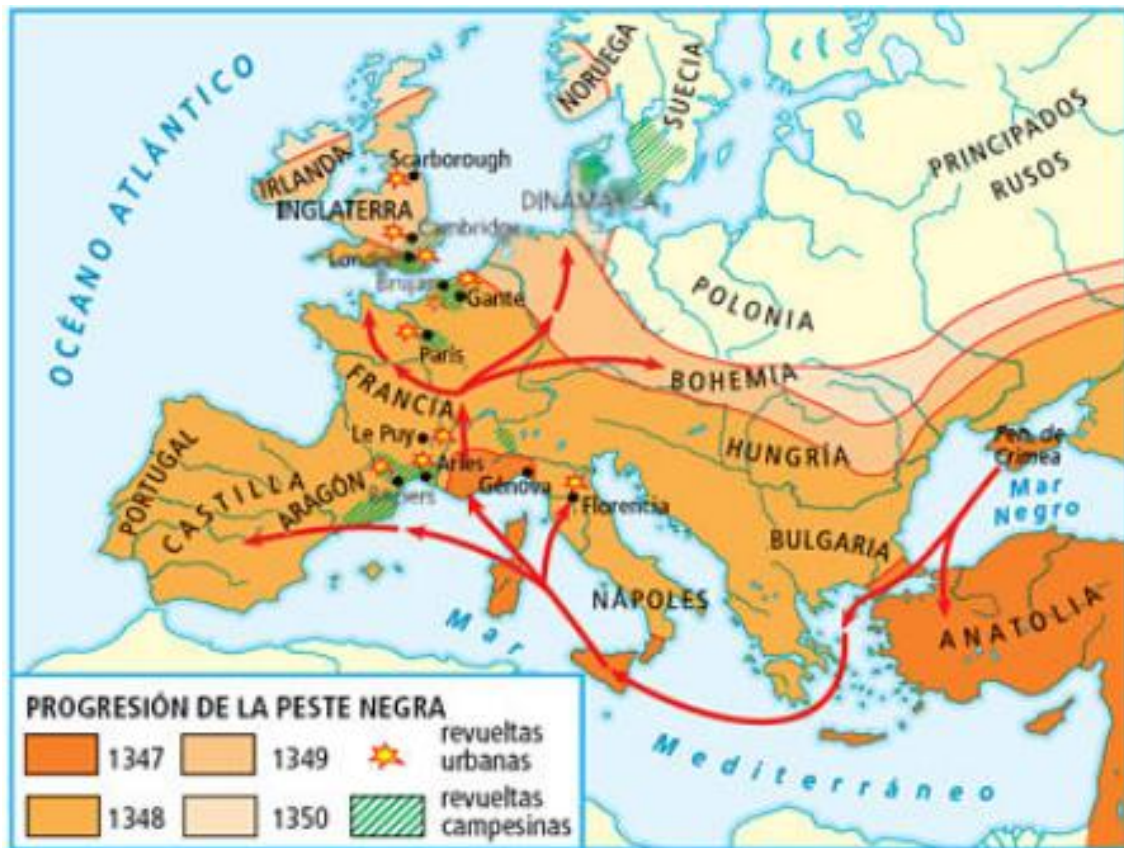 OCÉANO ATLÁNTICO
NORUEGA
SUECIA
PRINCIPADOS
RUSOS
IRLANDA
Scarborough
INGLATERRA
Cambridge
DINAMARCA
Brujas
Gante
París
POLONIA
BOHEMIA
FRANCIA
HUNGRÍA
Pen. de
Crimea
Le Puy
Arles
Génova
Florencia
Mar
Negro
PORTUGAL
CASTILLA
ARAGÓN
BULGARIA
NÁPOLES
ANATOLIA
Mar
Mediterráneo
PROGRESIÓN DE LA PESTE NEGRA
1347
1349
revueltas
urbanas
1348
1350
revueltas
campesinas